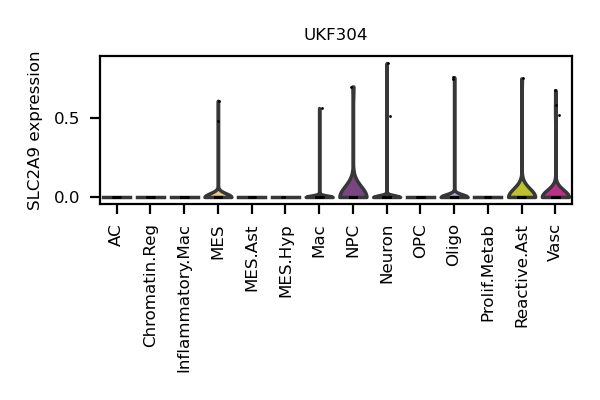 UKF304
SLC2A9 expression
0.5
0.0
AC
Chromatin.Reg
Inflammatory.Mac
MES
MES.Ast
MES.Hyp
Mac
NPC
Neuron
OPC
Oligo
Prolif.Metab
Reactive.Ast
Vasc